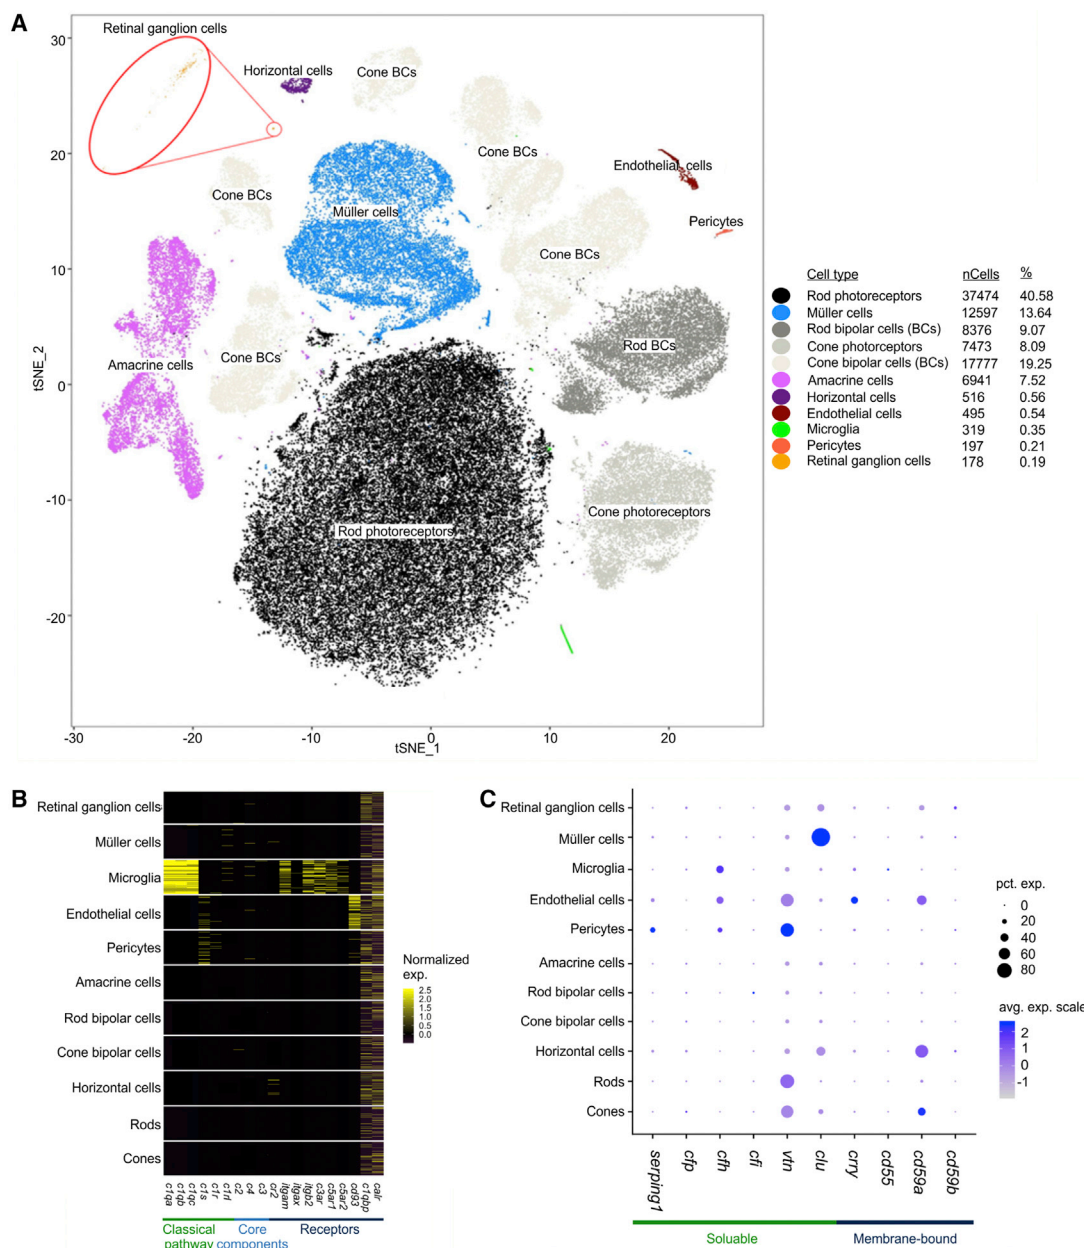 A
Retinal ganglion cells
Horizontal cells
Cone BCs
Cone BCs
Endothelial cells
Cone BCs
Müller cells
Pericytes
Cone BCs
Rod BCs
Cone BCs
Amacrine cells
Cone photoreceptors
Rod photoreceptors
30
20
10
0
-10
-20
tSNE_2
-30
-20
-10
0
10
20
tSNE_1
Cell type nCells %
Rod photoreceptors 37474 40.58
Müller cells 12597 13.64
Rod bipolar cells (BCs) 8376 9.07
Cone photorceptors 7473 8.09
Cone bipolar cells (BCs) 17777 19.25
Amacrine cells 6941 7.52
Horizontal cells 516 0.56
Endothelial cells 495 0.54
Microglia 319 0.35
Pericytes 197 0.21
Retinal ganglion cells 178 0.19
B
Retinal ganglion cells
Müller cells
Microglia
Endothelial cells
Pericytes
Amacrine cells
Rod bipolar cells
Cone bipolar cells
Horizontal cells
Rods
Cones
c1qa
c1qb
c1qc
c1s
c1r
c1rl
c2
c4
c3
cr2
itgam
itgax
itgb2
c3ar
c5ar1
c5ar2
cd93
c1qbp
calr
Classical
pathway
Core
components
Receptors
Normalized
exp.
2.5
2.0
1.5
1.0
0.5
0.0
C
Retinal ganglion cells
Müller cells
Microglia
Endothelial cells
Pericytes
Amacrine cells
Rod bipolar cells
Cone bipolar cells
Horizontal cells
Rods
Cones
serping1
cfp
cfh
cfi
vtn
clu
crry
cd55
cd59a
cd59b
Soluable
Membrane-bound
pct. exp.
0
20
40
60
80
avg. exp. scale
2
1
0
-1